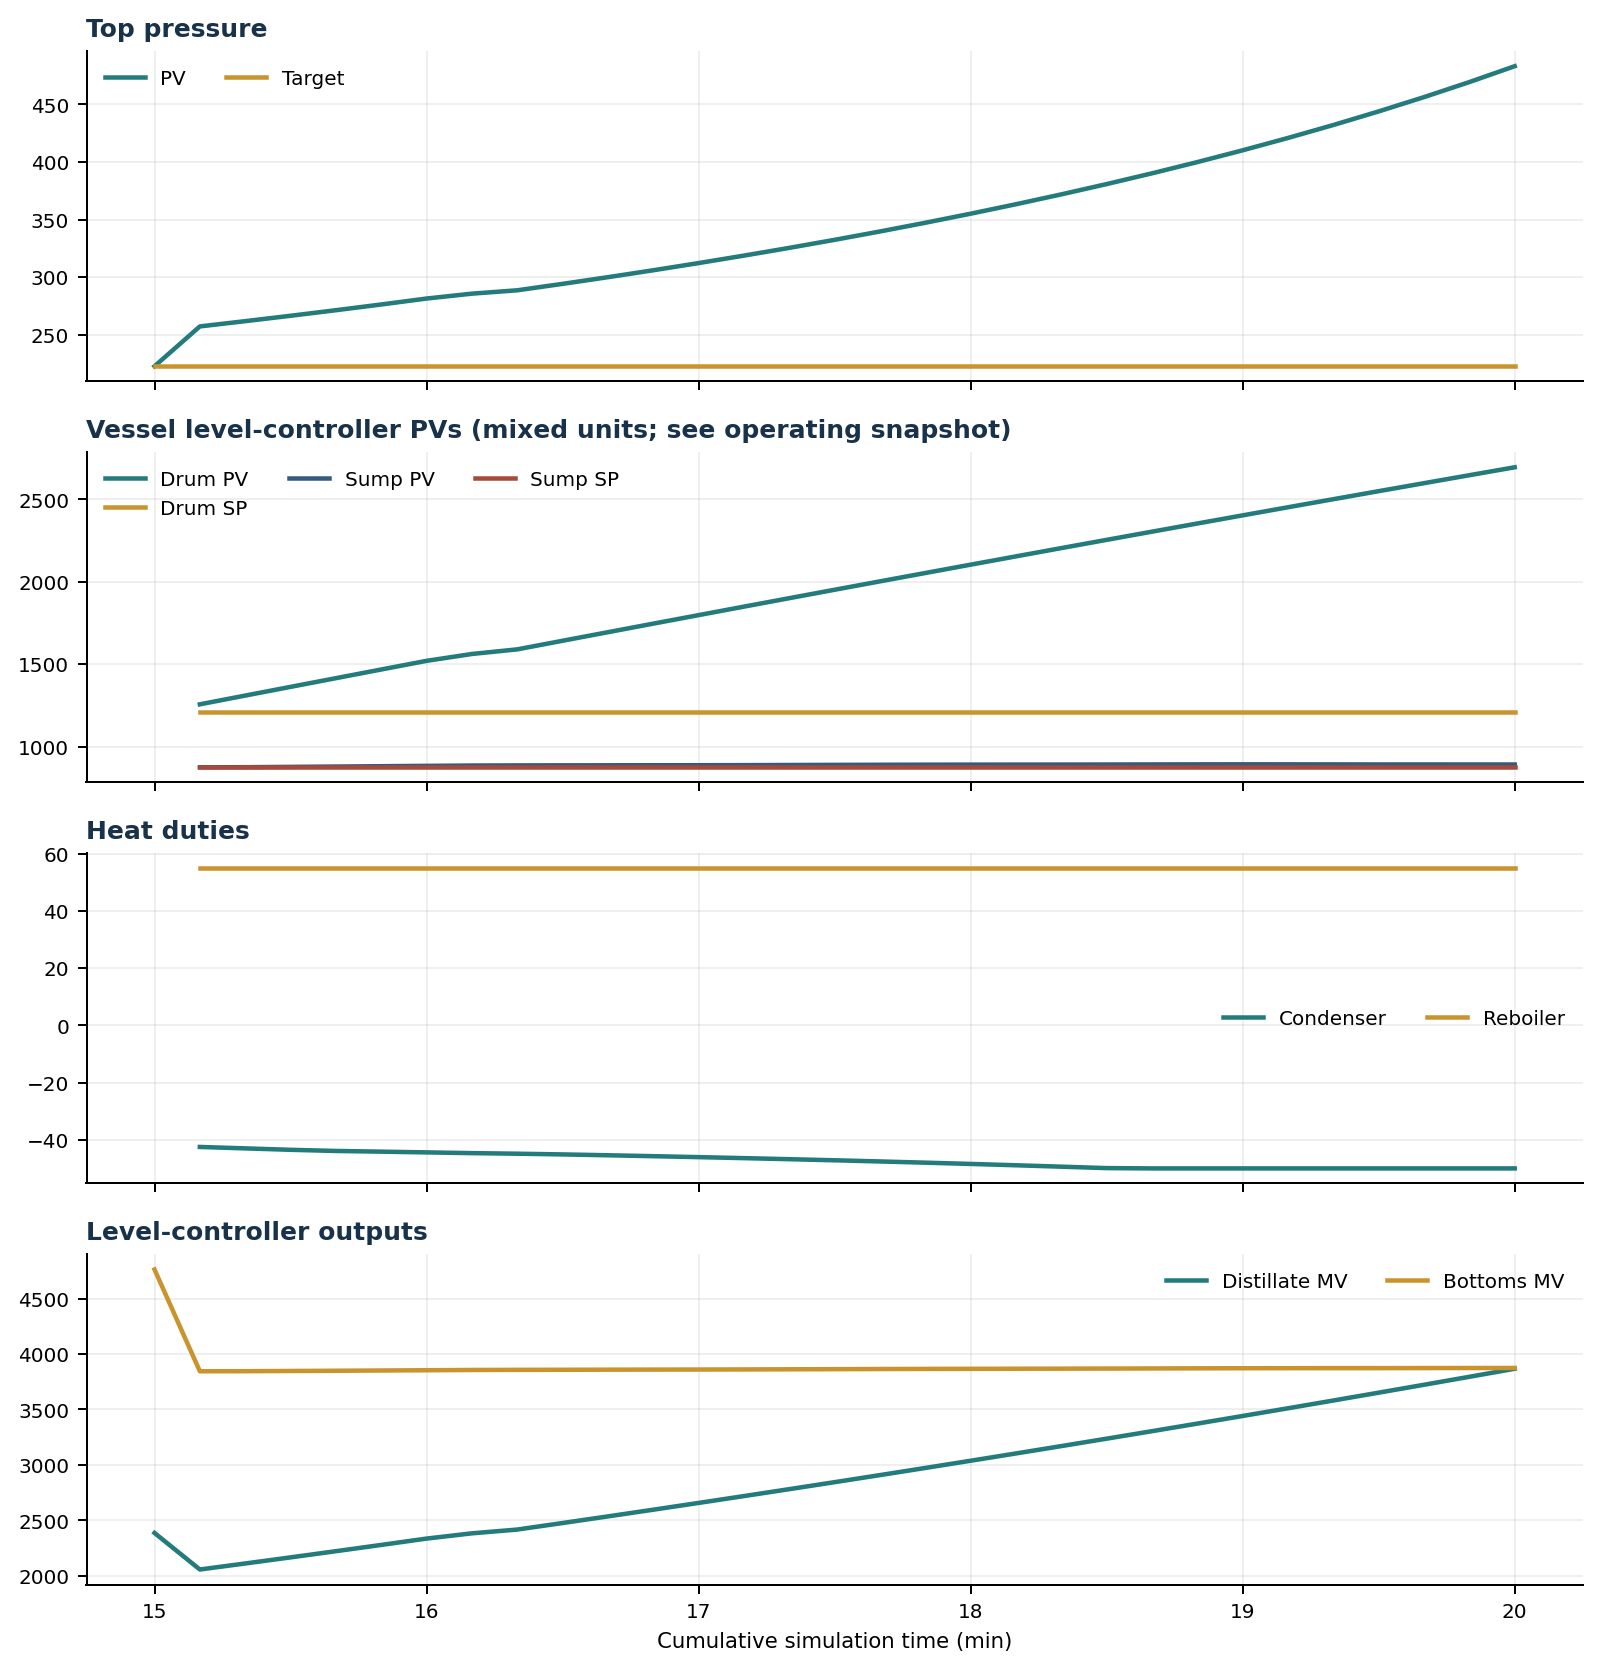 Top pressure
PV Target
450
400
350
300
250
Vessel level-controller PVs (mixed units; see operating snapshot)
Drum PV Sump PV Sump SP
Drum SP
2500
2000
1500
1000
Heat duties
60
40
20
0
−20
−40
Condenser Reboiler
Level-controller outputs
Distillate MV Bottoms MV
4500
4000
3500
3000
2500
2000
15 16 17 18 19 20
Cumulative simulation time (min)